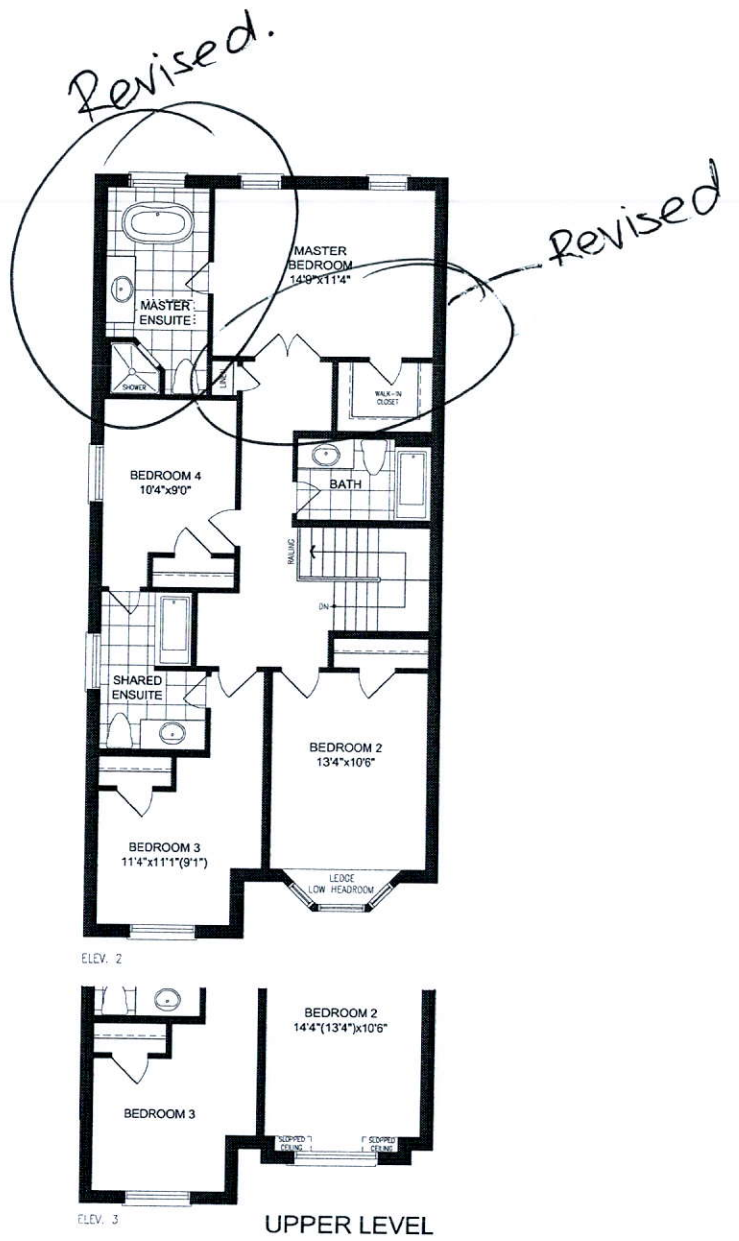 Revised.
Revised
MASTER
BEDROOM
14'9"x11'4"
MASTER
ENSUITE
SHOWER
LINEN
WALK-IN
CLOSET
BEDROOM 4
10'4"x9'0"
BATH
RAILING
DN
SHARED
ENSUITE
BEDROOM 2
13'4"x10'6"
BEDROOM 3
11'4"x11'1"(9'1")
LEDGE
LOW HEADROOM
ELEV. 2
BEDROOM 2
14'4"(13'4")x10'6"
BEDROOM 3
SLOPPED
CEILING
SLOPPED
CEILING
ELEV. 3
UPPER LEVEL